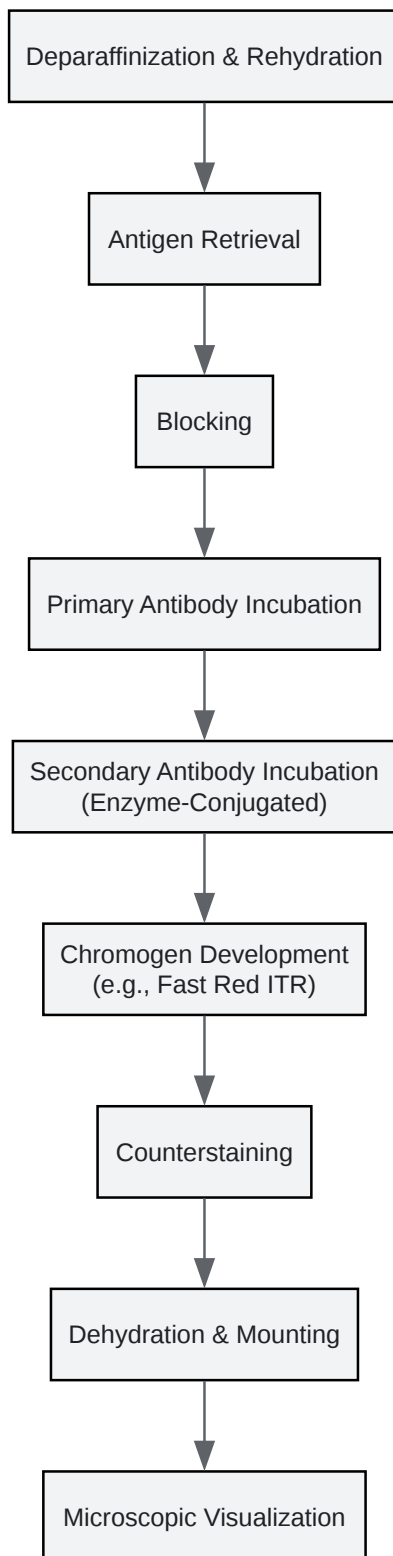 Deparaffinization & Rehydration
Antigen Retrieval
Blocking
Primary Antibody Incubation
Secondary Antibody Incubation
(Enzyme-Conjugated)
Chromogen Development
(e.g., Fast Red ITR)
Counterstaining
Dehydration & Mounting
Microscopic Visualization